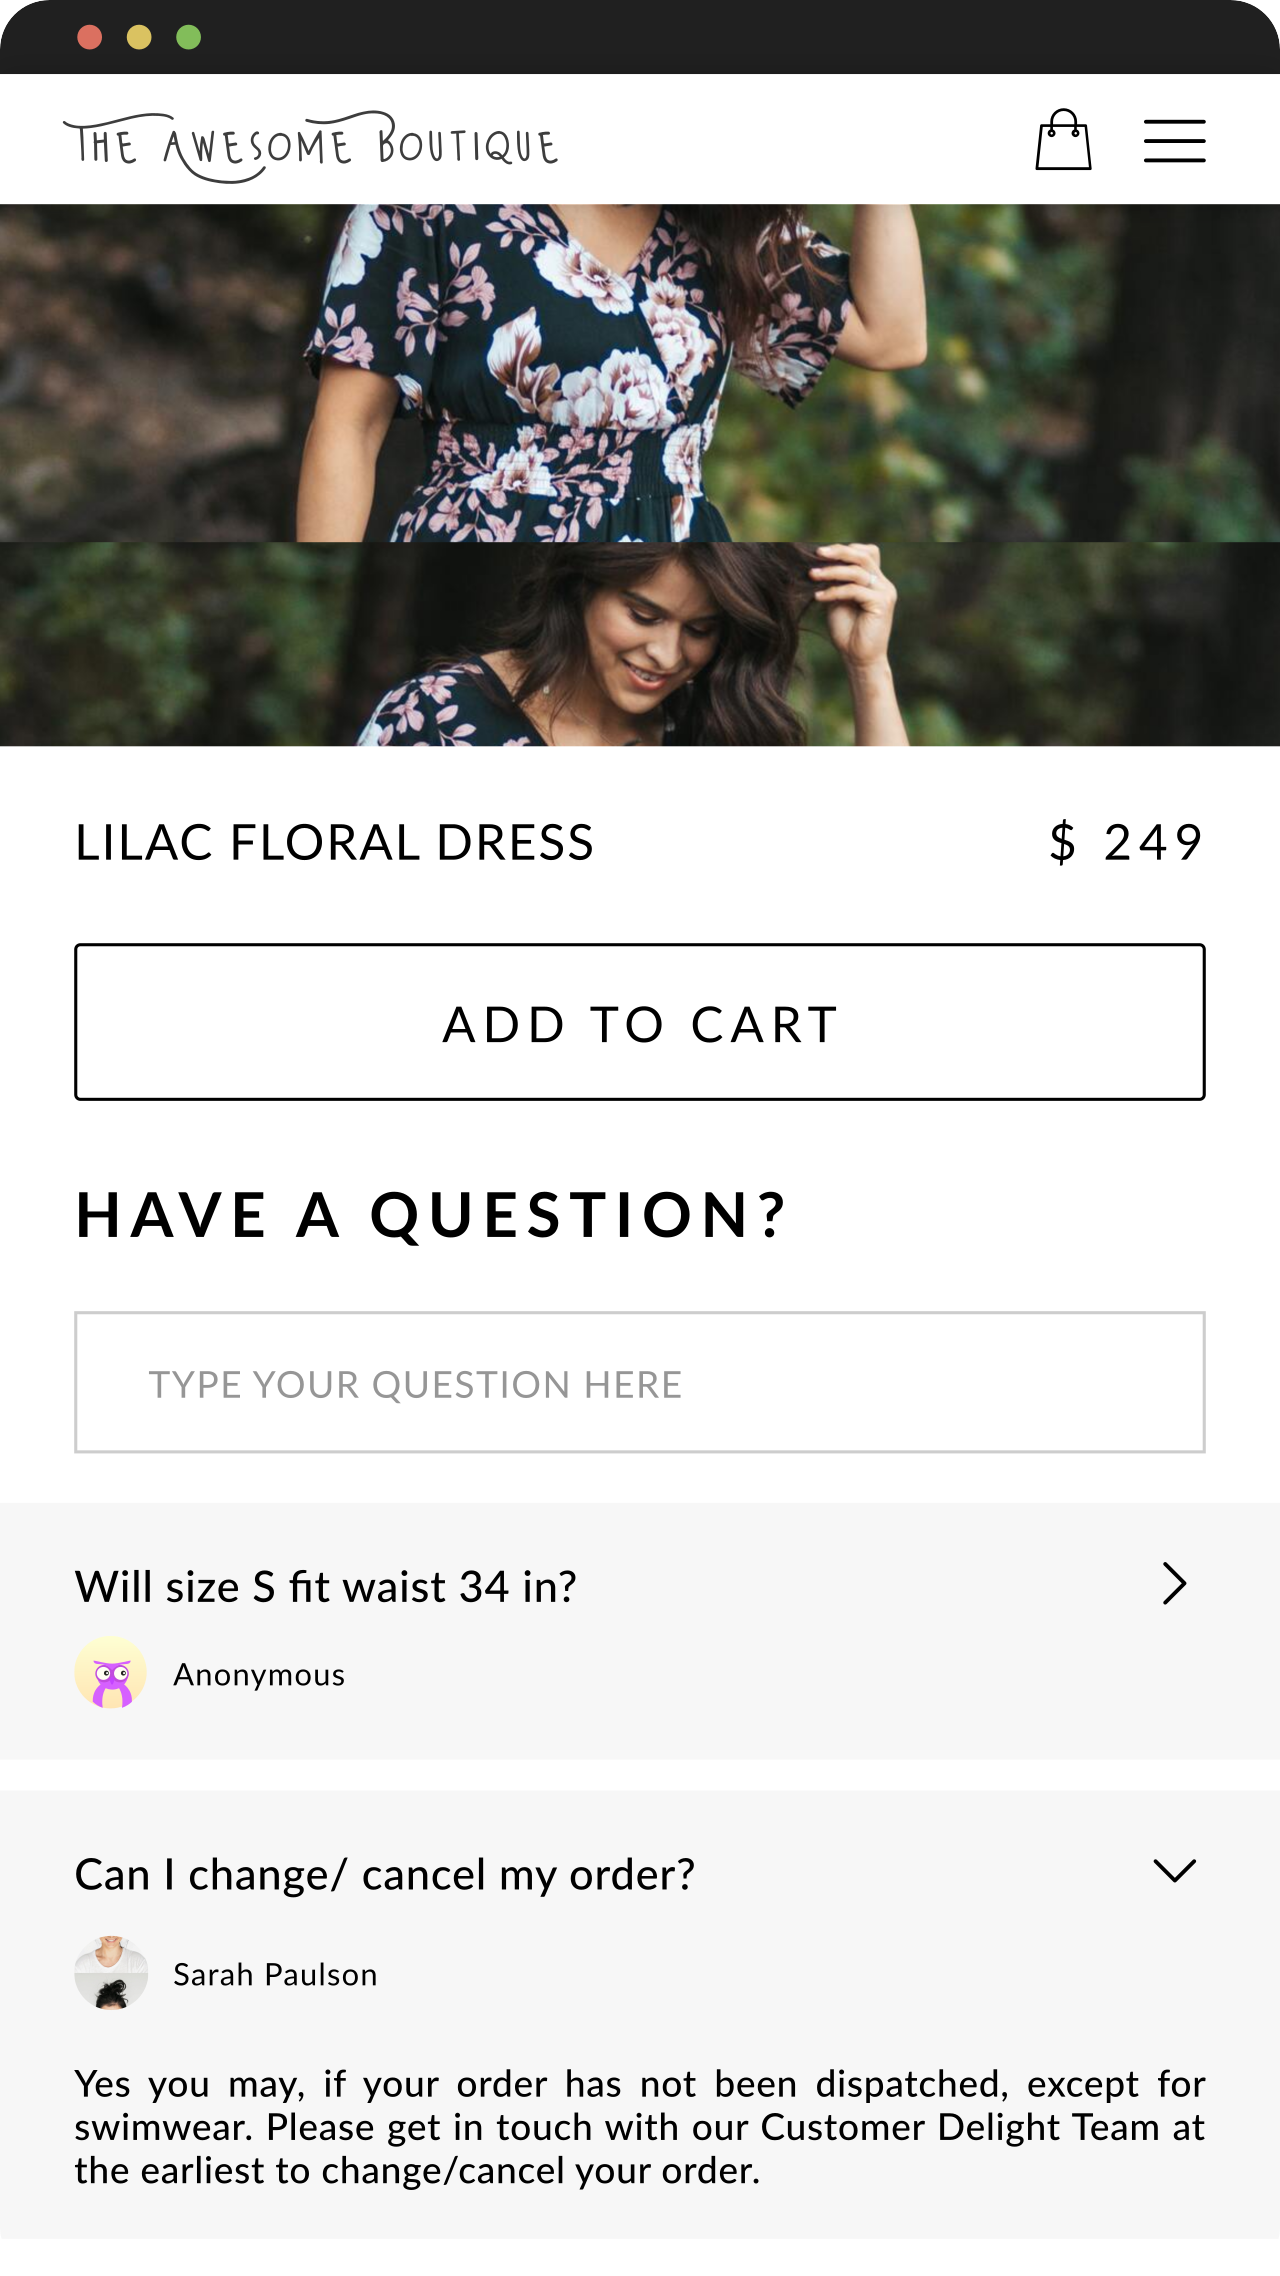 THE AWESOME BOUTIQUE
LILAC FLORAL DRESS
$ 249
ADD TO CART
HAVE A QUESTION?
TYPE YOUR QUESTION HERE
Will size S fit waist 34 in?
Anonymous
Can I change/ cancel my order?
Sarah Paulson
Yes you may, if your order has not been dispatched, except for
swimwear. Please get in touch with our Customer Delight Team at
the earliest to change/cancel your order.